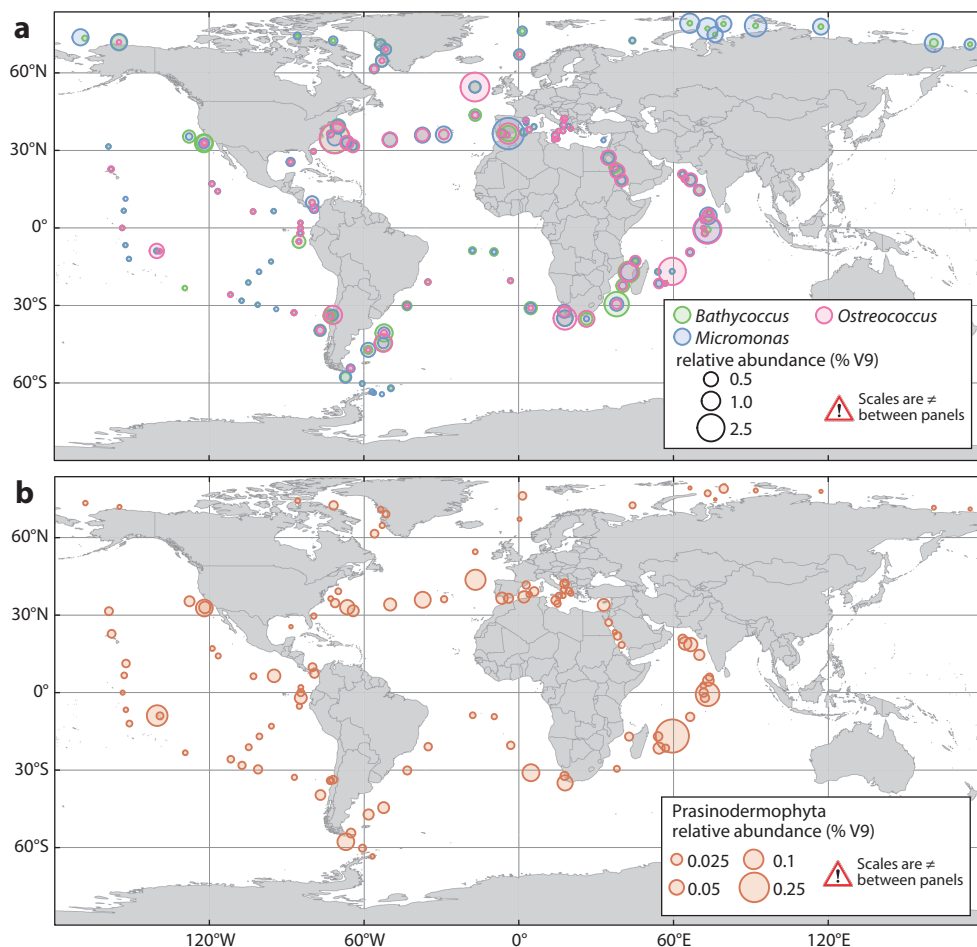 a
60°N
30°N
0°
30°S
60°S
Bathycoccus
Ostreococcus
Micromonas
relative abundance (% V9)
0.5
1.0
2.5
!
Scales are ≠
between panels
b
60°N
30°N
0°
30°S
60°S
Prasinodermophyta
relative abundance (% V9)
0.025
0.1
0.05
0.25
!
Scales are ≠
between panels
120°W
60°W
0°
60°E
120°E